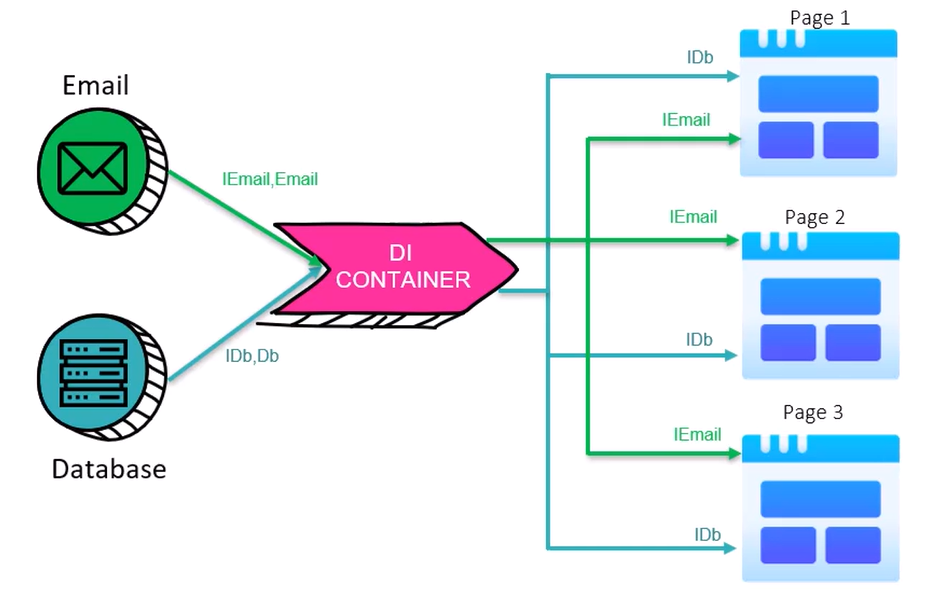 Email
IEmail,Email
DI
CONTAINER
IDb,Db
Database
Page 1
IDb
IEmail
Page 2
IEmail
IDb
Page 3
IEmail
IDb